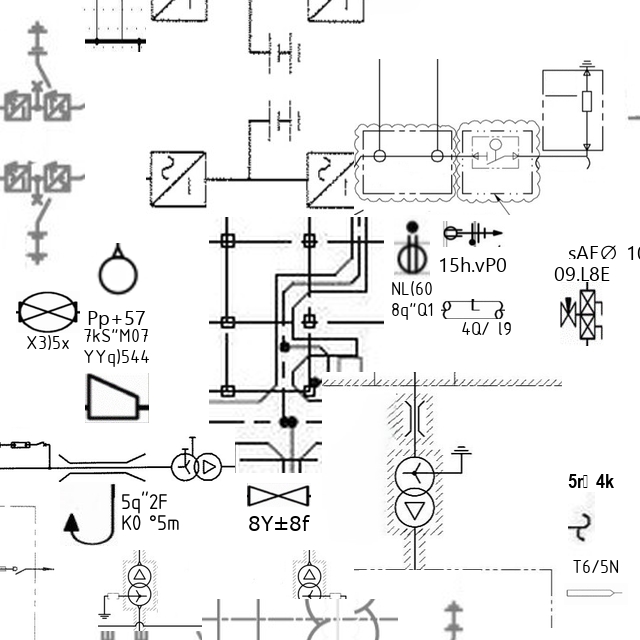 sAF∅ 10
09.L8E
15h.vP0
NL(60
8q“Q1
4Q/ l9
Pp+57
X3)5x
7kS“M07
YYq)544
5q“2F
K0 °5m
8Y±8f
5r▯ 4k
T6/5N